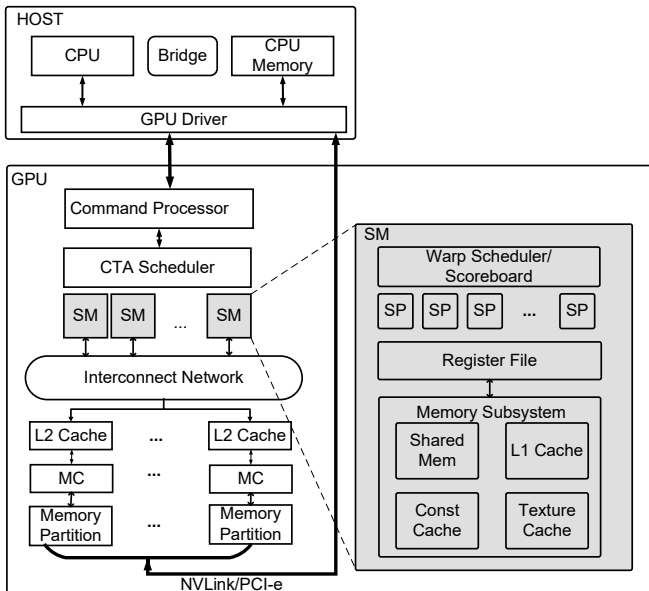 HOST
CPU
Bridge
CPU
Memory
GPU Driver
GPU
Command Processor
CTA Scheduler
SM SM ... SM
Interconnect Network
L2 Cache ... L2 Cache
MC ... MC
Memory
Partition
...
Memory
Partition
NVLink/PCI-e
SM
Warp Scheduler/
Scoreboard
SP SP SP ... SP
Register File
Memory Subsystem
Shared
Mem
L1 Cache
Const
Cache
Texture
Cache